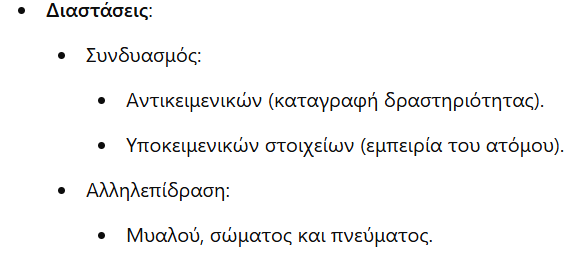 • Διαστάσεις:
• Συνδυασμός:
• Αντικειμενικών (καταγραφή δραστηριότητας).
• Υποκειμενικών στοιχείων (εμπειρία του ατόμου).
• Αλληλεπίδραση:
• Μυαλού, σώματος και πνεύματος.